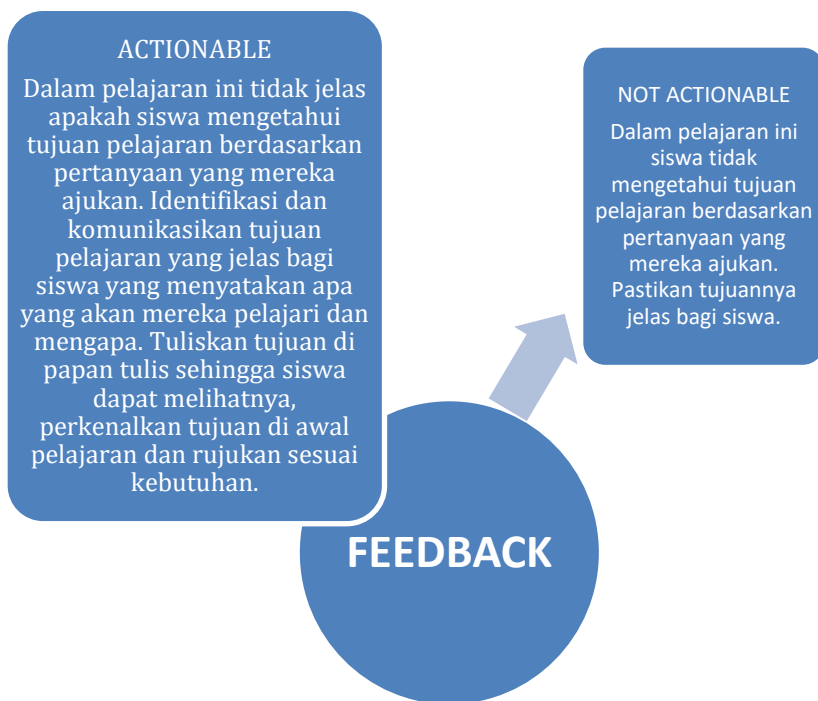 ACTIONABLE
Dalam pelajaran ini tidak jelas
apakah siswa mengetahui
tujuan pelajaran berdasarkan
pertanyaan yang mereka
ajukan. Identifikasi dan
komunikasikan tujuan
pelajaran yang jelas bagi
siswa yang menyatakan apa
yang akan mereka pelajari dan
mengapa. Tuliskan tujuan di
papan tulis sehingga siswa
dapat melihatnya,
perkenalkan tujuan di awal
pelajaran dan rujukan sesuai
kebutuhan.
NOT ACTIONABLE
Dalam pelajaran ini
siswa tidak
mengetahui tujuan
pelajaran berdasarkan
pertanyaan yang
mereka ajukan.
Pastikan tujuannya
jelas bagi siswa.
FEEDBACK